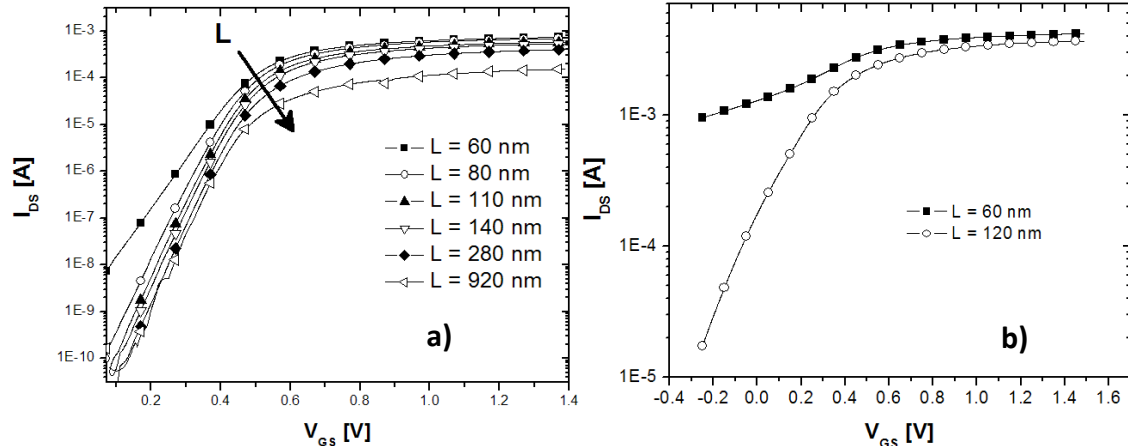 1E-3
1E-4
1E-5
1E-6
1E-7
1E-8
1E-9
1E-10
I_DS [A]
L
L = 60 nm
L = 80 nm
L = 110 nm
L = 140 nm
L = 280 nm
L = 920 nm
a)
0.2 0.4 0.6 0.8 1.0 1.2 1.4
V_GS [V]
1E-3
1E-4
1E-5
I_DS [A]
L = 60 nm
L = 120 nm
b)
-0.4 -0.2 0.0 0.2 0.4 0.6 0.8 1.0 1.2 1.4 1.6
V_GS [V]